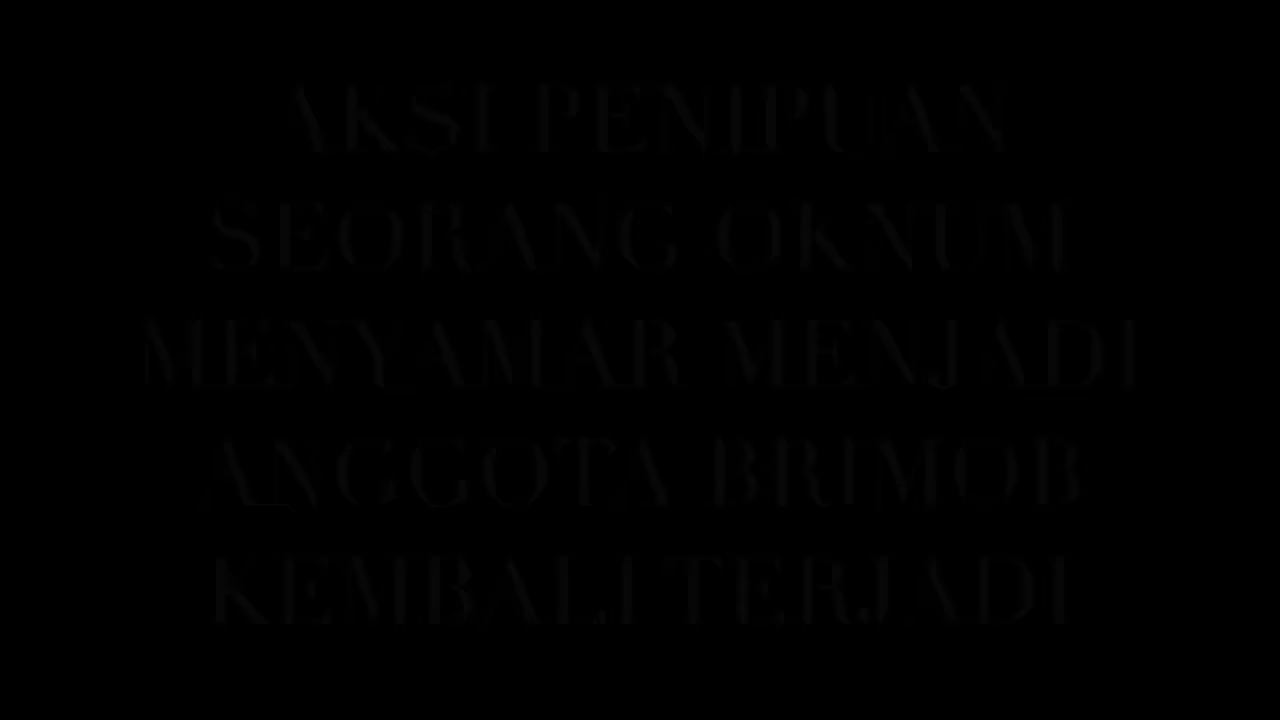 AKSI PENIPUAN
SEORANG OKNUM
MENYAMAR MENJADI
ANGGOTA BRIMOB
KEMBALI TERJADI